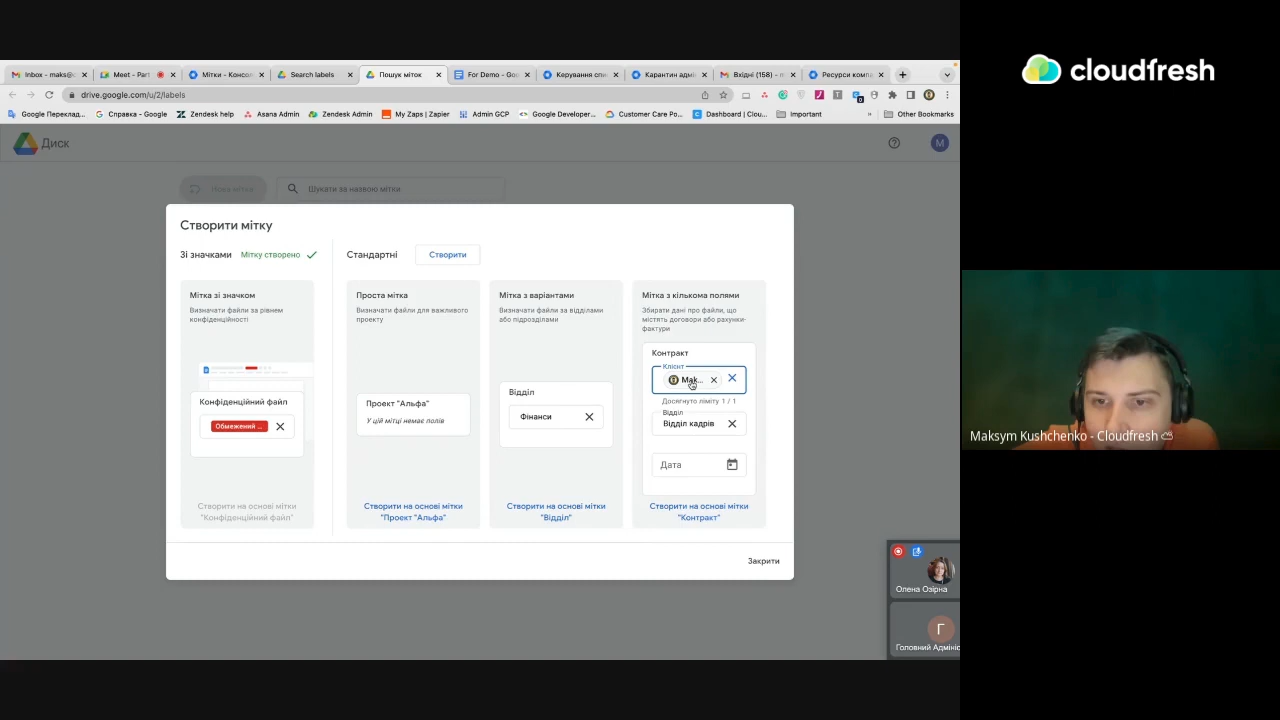 cloudfresh
Inbox - maks@c
Meet - Part
Мітки - Консо
Search labels
Пошук міток
For Demo - Goo
Керування спи
Карантин адмі
Вхідні (158) - m
Ресурси компа
drive.google.com/u/2/labels
Google Переклад...
Справка - Google
Zendesk help
Asana Admin
Zendesk Admin
My Zaps | Zapier
Admin GCP
Google Developer...
Customer Care Po...
Dashboard | Clou...
Important
»
Other Bookmarks
Диск
M
Нова мітка
Шукати за назвою мітки
Створити мітку
Зі значками
Мітку створено
Стандартні
Створити
Мітка зі значком
Визначати файли за рівнем
конфіденційності
Конфіденційний файл
Обмежений ...
Створити на основі мітки
"Конфіденційний файл"
Проста мітка
Визначати файли для важливого
проекту
Проект "Альфа"
У цій мітці немає полів
Створити на основі мітки
"Проект "Альфа"
Мітка з варіантами
Визначати файли за відділами
або підрозділами
Відділ
Фінанси
Створити на основі мітки
"Відділ"
Мітка з кількома полями
Збирати дані про файли, що
містять договори або рахунки-
фактури
Контракт
Клієнт
Mak...
Досягнуто ліміту 1 / 1
Відділ
Відділ кадрів
Дата
Створити на основі мітки
"Контракт"
Закрити
Maksym Kushchenko - Cloudfresh
Олена Озірна
Г
Головний Адмініс